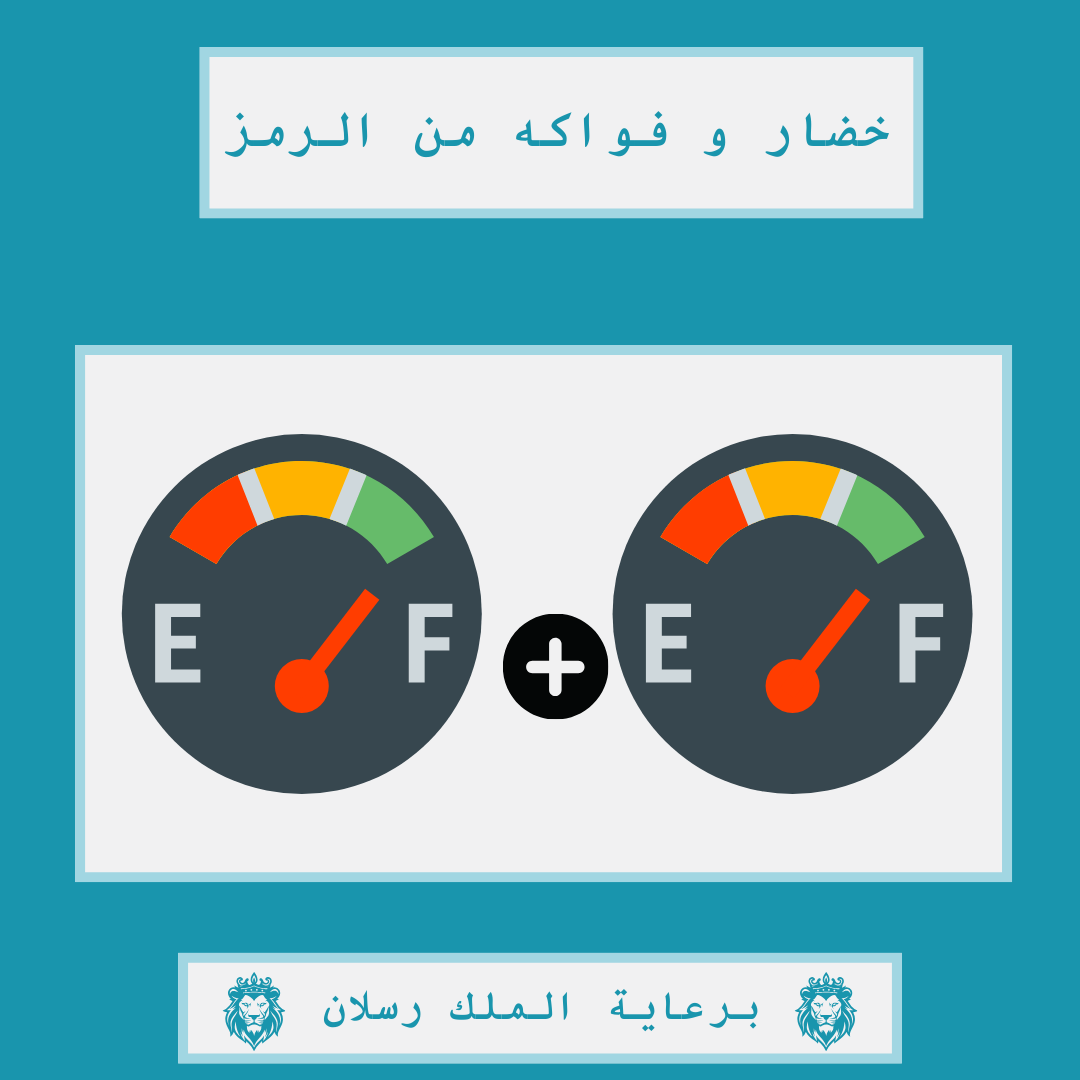 خضار و فواكه من الرمز
E F + E F
برعاية الملك رسلان